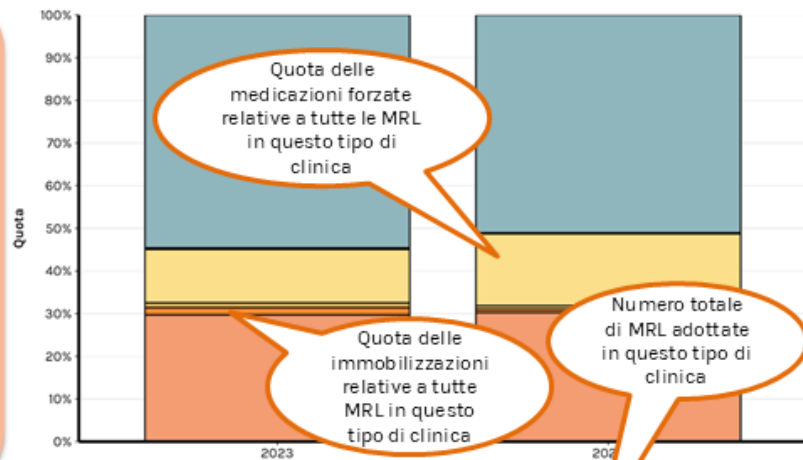 100%
90%
80%
70%
60%
50%
40%
30%
20%
10%
0%
Quota
Quota delle
medicazioni forzate
relative a tutte le MRL
in questo tipo di
clinica
Quota delle
immobilizzazioni
relative a tutte
MRL in questo
tipo di clinica
Numero totale
di MRL adottate
in questo tipo di
clinica
2023